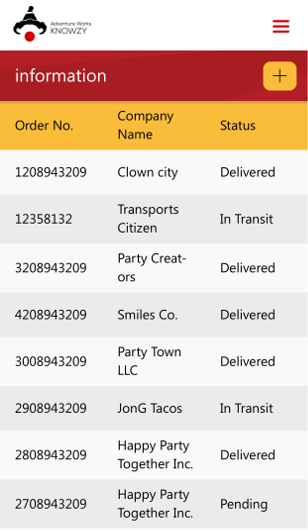 Adventure Works
KNOWZY
information
Order No. Company Name Status
1208943209 Clown city Delivered
12358132 Transports Citizen In Transit
3208943209 Party Creat-
ors Delivered
4208943209 Smiles Co. Delivered
3008943209 Party Town LLC Delivered
2908943209 JonG Tacos In Transit
2808943209 Happy Party Together Inc. Delivered
2708943209 Happy Party Together Inc. Pending